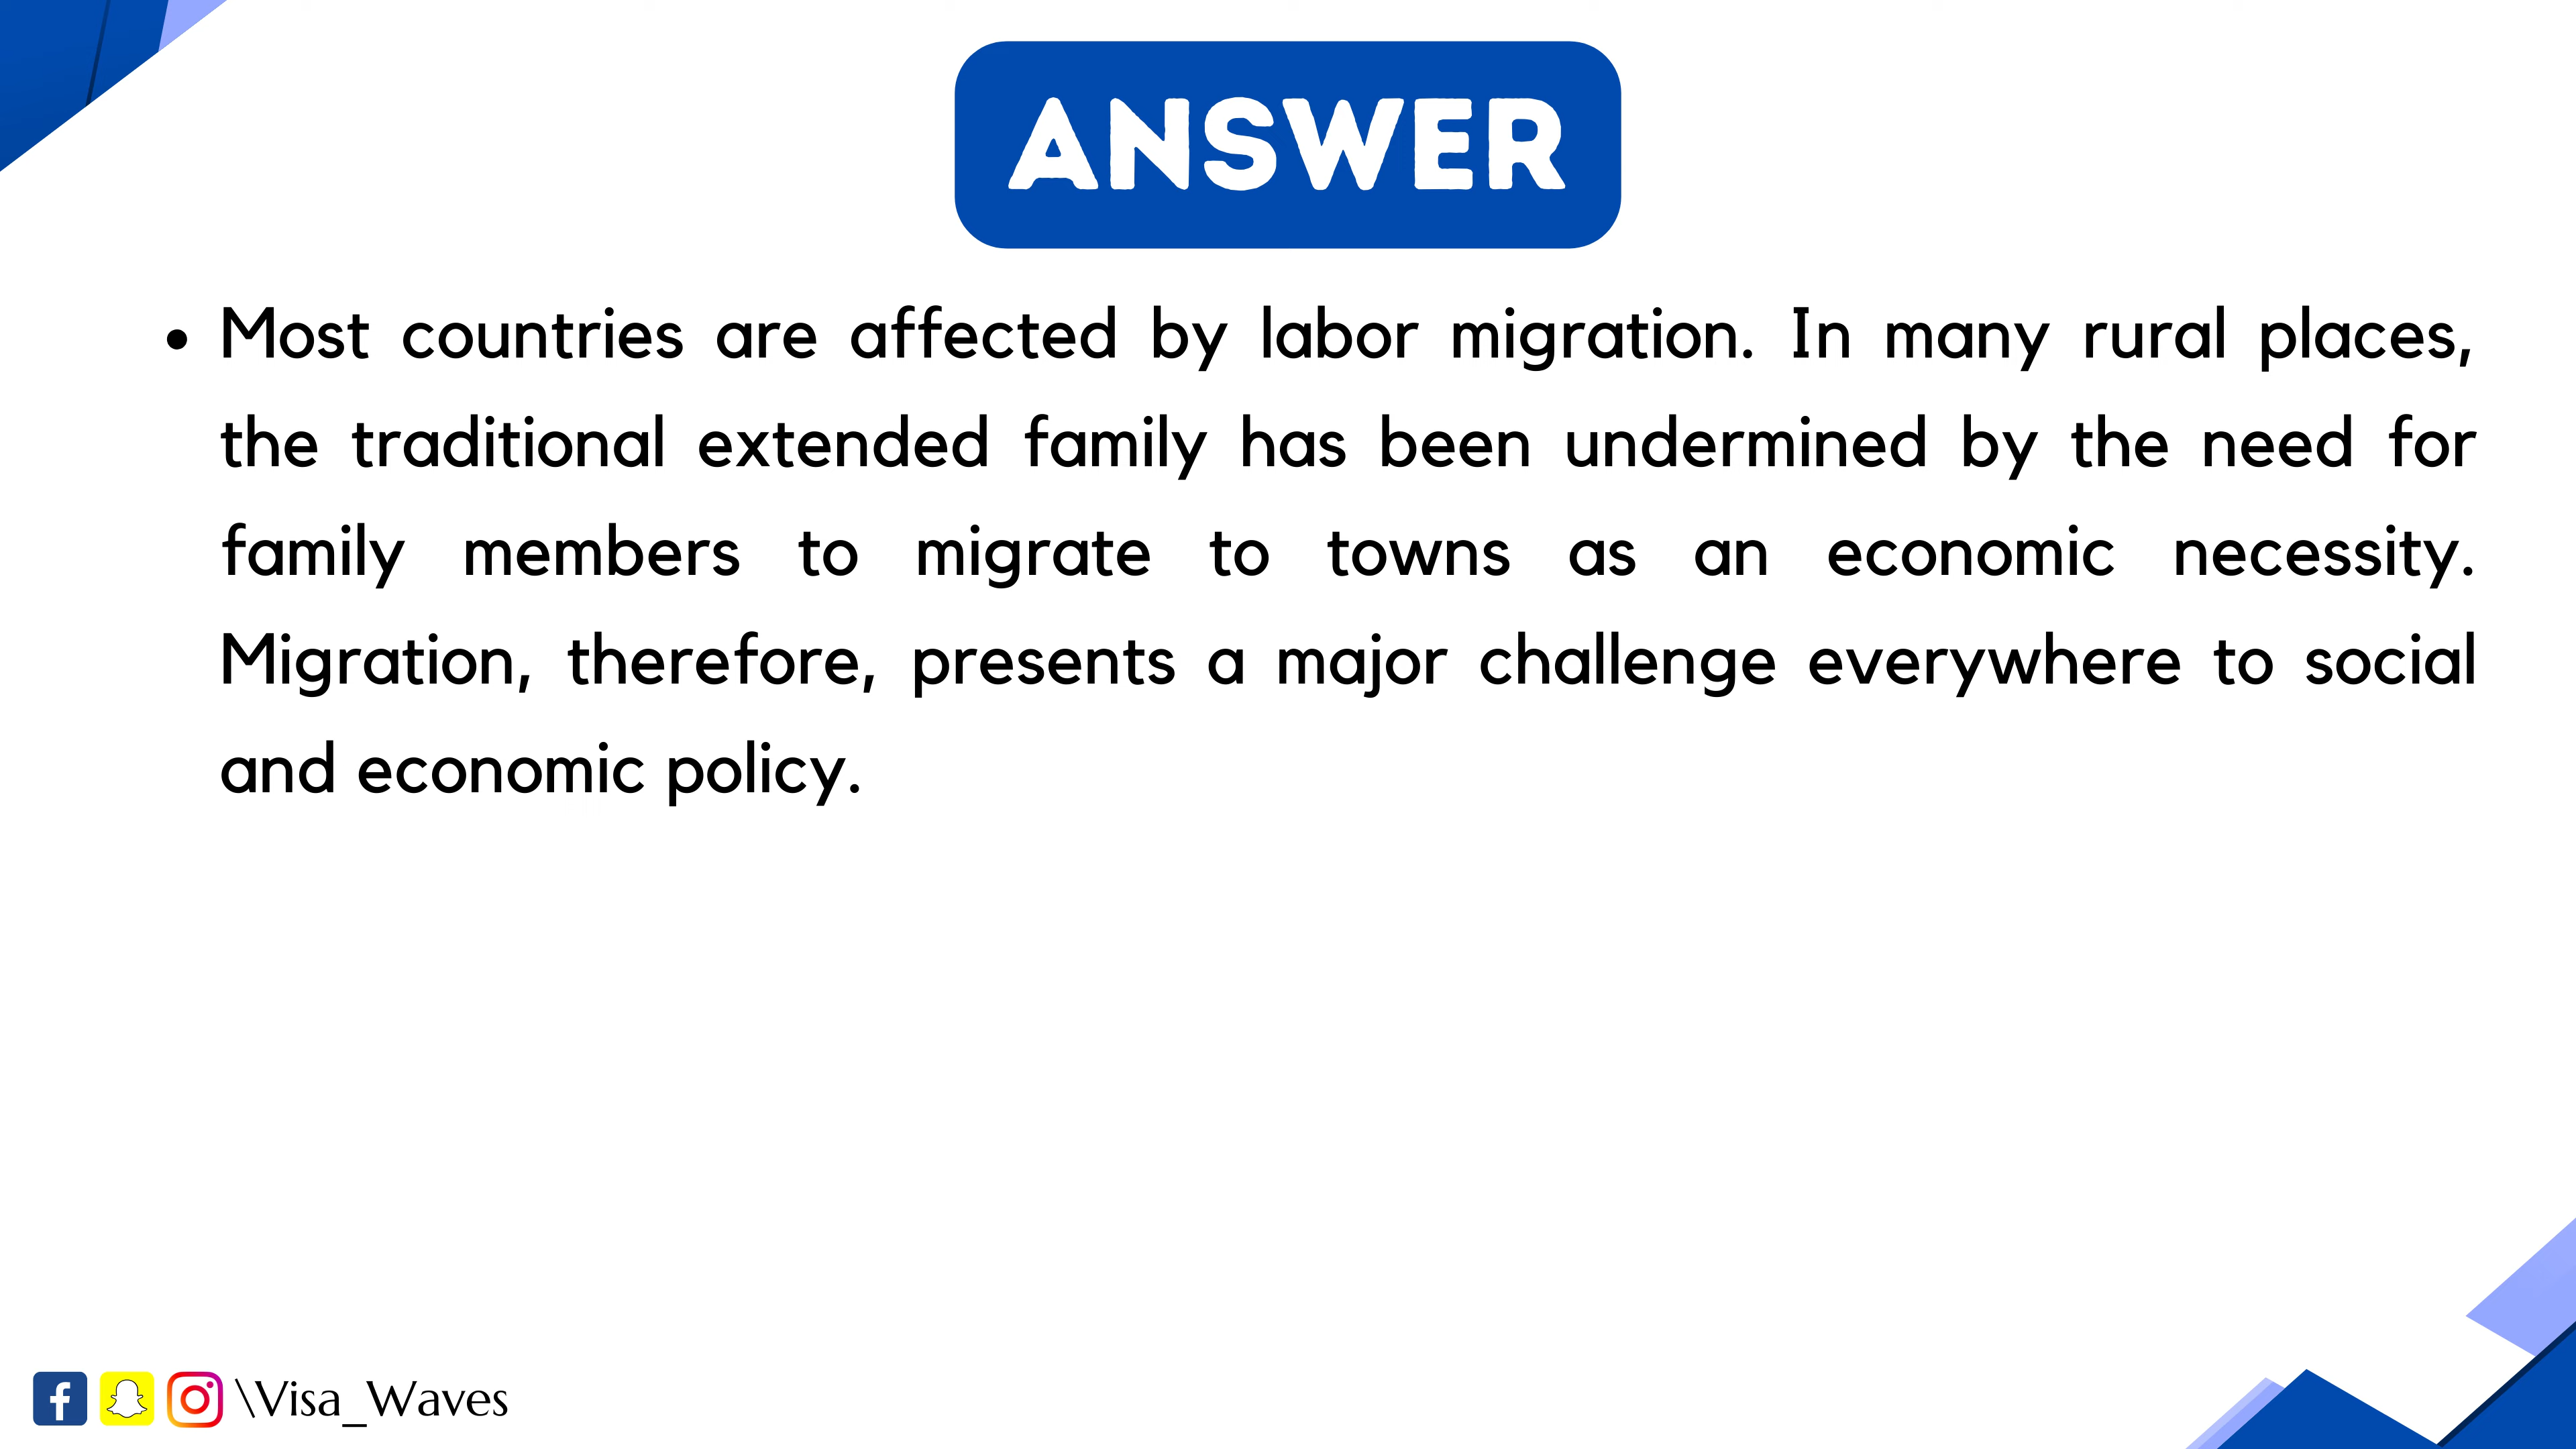 ANSWER
• Most countries are affected by labor migration. In many rural places,
the traditional extended family has been undermined by the need for
family members to migrate to towns as an economic necessity.
Migration, therefore, presents a major challenge everywhere to social
and economic policy.
\Visa_Waves